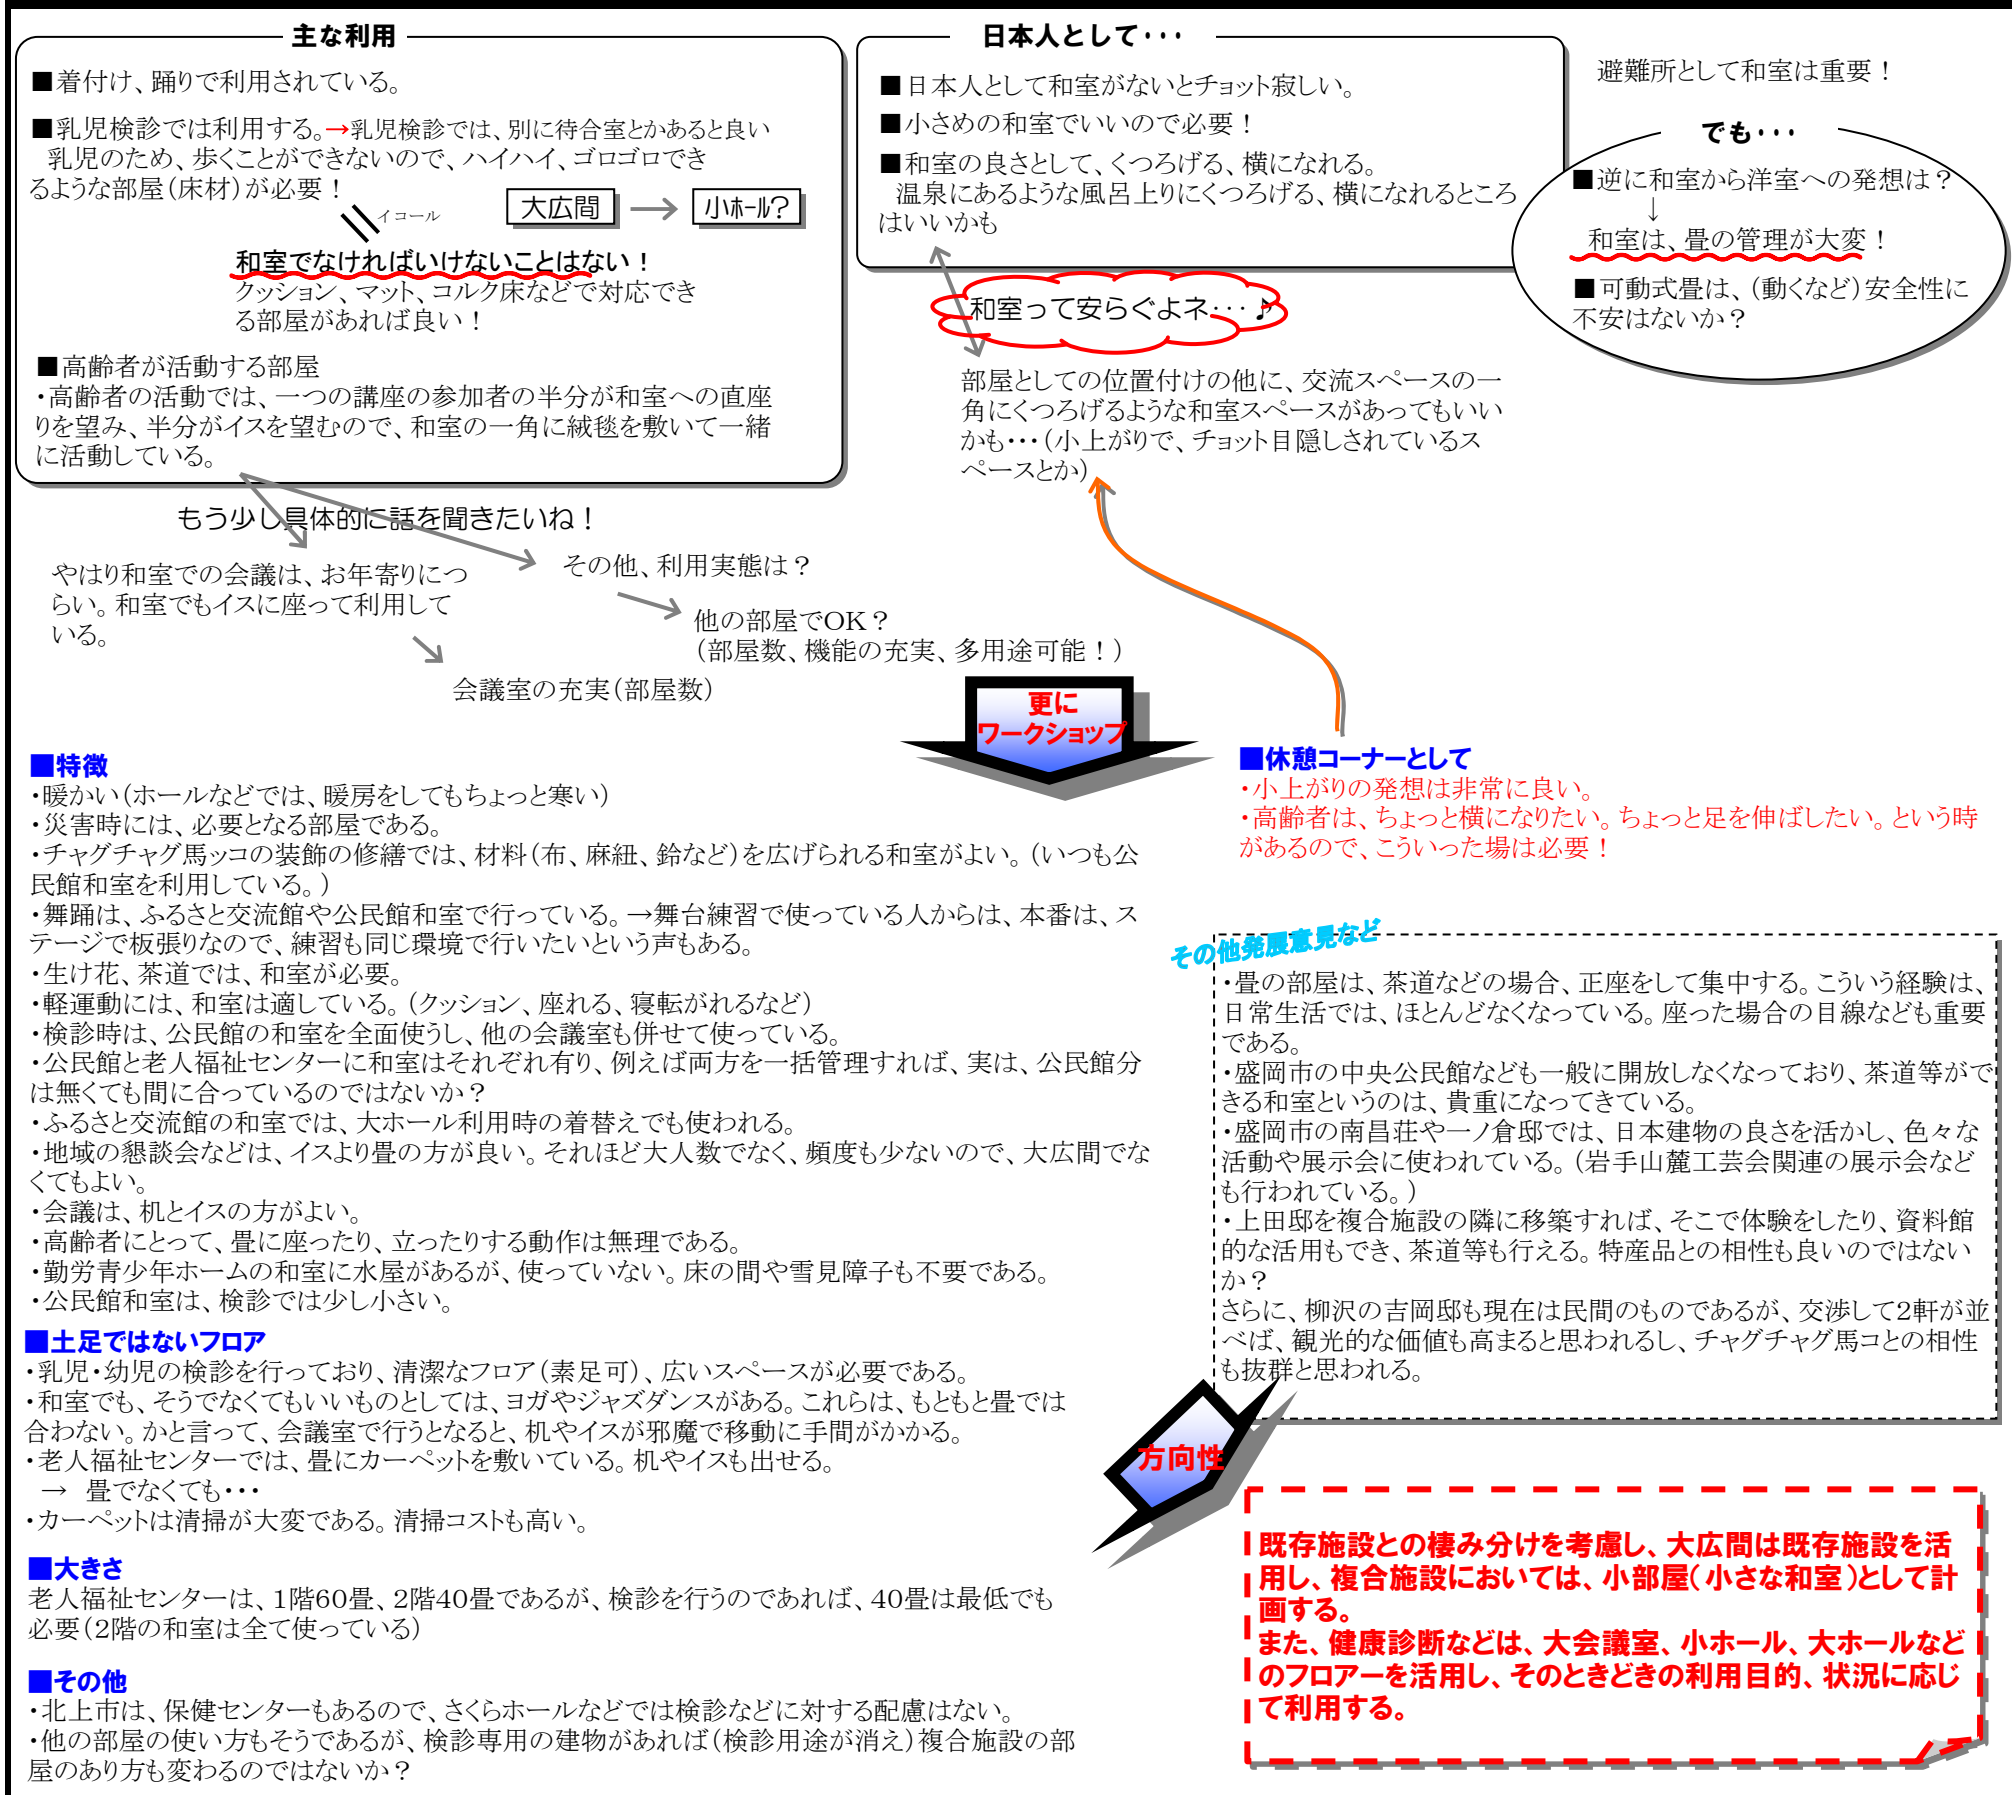 主な利用
■着付け、踊りで利用されている。
■乳児検診では利用する。→乳児検診では、別に待合室とかあると良い
乳児のため、歩くことができないので、ハイハイ、ゴロゴロでき
るような部屋（床材）が必要！
イコール
大広間
→
小ホール?
和室でなければいけないことはない！
クッション、マット、コルク床などで対応でき
る部屋があれば良い！
■高齢者が活動する部屋
・高齢者の活動では、一つの講座の参加者の半分が和室への直座
りを望み、半分がイスを望むので、和室の一角に絨毯を敷いて一緒
に活動している。
日本人として・・・
■日本人として和室がないとチョット寂しい。
■小さめの和室でいいので必要！
■和室の良さとして、くつろげる、横になれる。
温泉にあるような風呂上りにくつろげる、横になれるところ
はいいかも
避難所として和室は重要！
でも・・・
■逆に和室から洋室への発想は？
↓
和室は、畳の管理が大変！
■可動式畳は、（動くなど）安全性に
不安はないか？
和室って安らぐよネ・・・♪
部屋としての位置付けの他に、交流スペースの一
角にくつろげるような和室スペースがあってもいい
かも・・・（小上がりで、チョット目隠しされているス
ペースとか）
もう少し具体的に話を聞きたいね！
やはり和室での会議は、お年寄りにつ
らい。和室でもイスに座って利用して
いる。
その他、利用実態は？
他の部屋でOK？
（部屋数、機能の充実、多用途可能！）
会議室の充実（部屋数）
更に
ワークショップ
■特徴
・暖かい（ホールなどでは、暖房をしてもちょっと寒い）
・災害時には、必要となる部屋である。
・チャグチャグ馬ッコの装飾の修繕では、材料（布、麻紐、鈴など）を広げられる和室がよい。（いつも公
民館和室を利用している。）
・舞踊は、ふるさと交流館や公民館和室で行っている。→舞台練習で使っている人からは、本番は、ス
テージで板張りなので、練習も同じ環境で行いたいという声もある。
・生け花、茶道では、和室が必要。
・軽運動には、和室は適している。（クッション、座れる、寝転がれるなど）
・検診時は、公民館の和室を全面使うし、他の会議室も併せて使っている。
・公民館と老人福祉センターに和室はそれぞれ有り、例えば両方を一括管理すれば、実は、公民館分
は無くても間に合っているのではないか？
・ふるさと交流館の和室では、大ホール利用時の着替えでも使われる。
・地域の懇談会などは、イスより畳の方が良い。それほど大人数でなく、頻度も少ないので、大広間でな
くてもよい。
・会議は、机とイスの方がよい。
・高齢者にとって、畳に座ったり、立ったりする動作は無理である。
・勤労青少年ホームの和室に水屋があるが、使っていない。床の間や雪見障子も不要である。
・公民館和室は、検診では少し小さい。
■土足ではないフロア
・乳児・幼児の検診を行っており、清潔なフロア（素足可）、広いスペースが必要である。
・和室でも、そうでなくてもいいものとしては、ヨガやジャズダンスがある。これらは、もともと畳では
合わない。かと言って、会議室で行うとなると、机やイスが邪魔で移動に手間がかかる。
・老人福祉センターでは、畳にカーペットを敷いている。机やイスも出せる。
→　畳でなくても・・・
・カーペットは清掃が大変である。清掃コストも高い。
■大きさ
老人福祉センターは、1階60畳、2階40畳であるが、検診を行うのであれば、40畳は最低でも
必要（2階の和室は全て使っている）
■その他
・北上市は、保健センターもあるので、さくらホールなどでは検診などに対する配慮はない。
・他の部屋の使い方もそうであるが、検診専用の建物があれば（検診用途が消え）複合施設の部
屋のあり方も変わるのではないか？
■休憩コーナーとして
・小上がりの発想は非常に良い。
・高齢者は、ちょっと横になりたい。ちょっと足を伸ばしたい。という時
があるので、こういった場は必要！
その他発展意見など
・畳の部屋は、茶道などの場合、正座をして集中する。こういう経験は、
日常生活では、ほとんどなくなっている。座った場合の目線なども重要
である。
・盛岡市の中央公民館なども一般に開放しなくなっており、茶道等がで
きる和室というのは、貴重になってきている。
・盛岡市の南昌荘や一ノ倉邸では、日本建物の良さを活かし、色々な
活動や展示会に使われている。（岩手山麓工芸会関連の展示会など
も行われている。）
・上田邸を複合施設の隣に移築すれば、そこで体験をしたり、資料館
的な活用もでき、茶道等も行える。特産品との相性も良いのではない
か？
さらに、柳沢の吉岡邸も現在は民間のものであるが、交渉して2軒が並
べば、観光的な価値も高まると思われるし、チャグチャグ馬コとの相性
も抜群と思われる。
方向性
既存施設との棲み分けを考慮し、大広間は既存施設を活
用し、複合施設においては、小部屋（小さな和室）として計
画する。
また、健康診断などは、大会議室、小ホール、大ホールなど
のフロアーを活用し、そのときどきの利用目的、状況に応じ
て利用する。